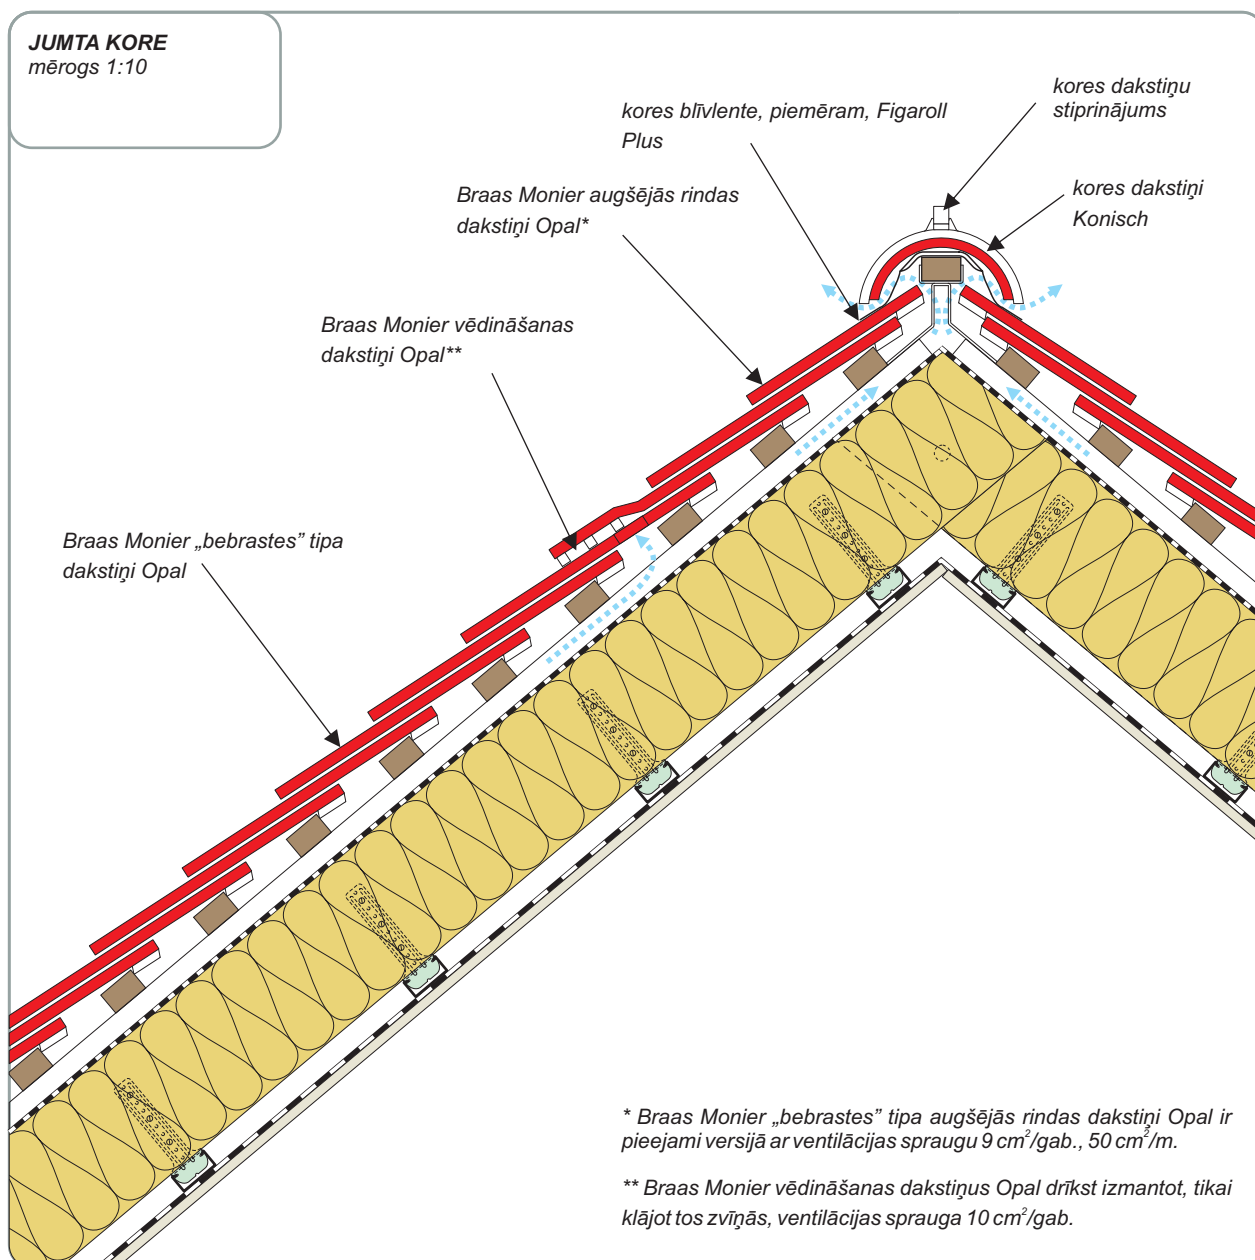 JUMTA KORE
mērogs 1:10
kores dakstiņu
stiprinājums
kores blīvlente, piemēram, Figaroll
Plus
kores dakstiņi
Konisch
Braas Monier augšējās rindas
dakstiņi Opal*
Braas Monier vēdināšanas
dakstiņi Opal**
Braas Monier „bebrastes” tipa
dakstiņi Opal
* Braas Monier „bebrastes” tipa augšējās rindas dakstiņi Opal ir
pieejami versijā ar ventilācijas spraugu 9 cm²/gab., 50 cm²/m.
** Braas Monier vēdināšanas dakstiņus Opal drīkst izmantot, tikai
klājot tos zvīņās, ventilācijas sprauga 10 cm²/gab.